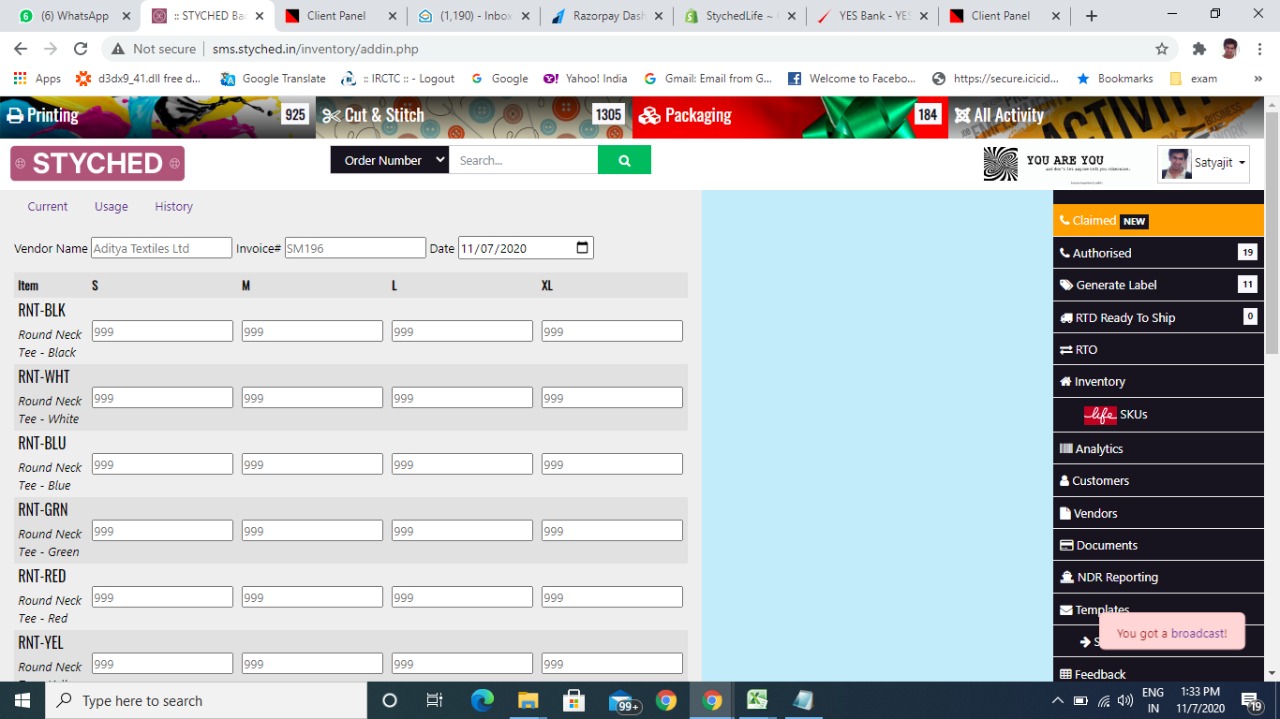 (6) WhatsApp
:: STYCHED Bac
Client Panel
(1,190) - Inbox
Razorpay Dash
StychedLife ~
YES Bank - YES
Client Panel
Not secure sms.styched.in/inventory/addin.php
Apps
d3dx9_41.dll free d...
Google Translate
:: IRCTC :: - Logout
Google
Yahoo! India
Gmail: Email from G...
Welcome to Facebo...
https://secure.icicid...
Bookmarks
exam
»
Printing 925
Cut & Stitch 1305
Packaging 184
All Activity
STYCHED
Order Number
Search...
YOU ARE YOU
Satyajit
Current Usage History
Vendor Name Aditya Textiles Ltd Invoice# SM196 Date 11/07/2020
Item S M L XL
RNT-BLK
Round Neck
Tee - Black
999 999 999 999
RNT-WHT
Round Neck
Tee - White
999 999 999 999
RNT-BLU
Round Neck
Tee - Blue
999 999 999 999
RNT-GRN
Round Neck
Tee - Green
999 999 999 999
RNT-RED
Round Neck
Tee - Red
999 999 999 999
RNT-YEL
Round Neck
999 999 999 999
Claimed NEW
Authorised 19
Generate Label 11
RTD Ready To Ship 0
RTO
Inventory
life SKUs
Analytics
Customers
Vendors
Documents
NDR Reporting
Templates
You got a broadcast!
Feedback
Type here to search
99+
ENG
IN
1:33 PM
11/7/2020
19